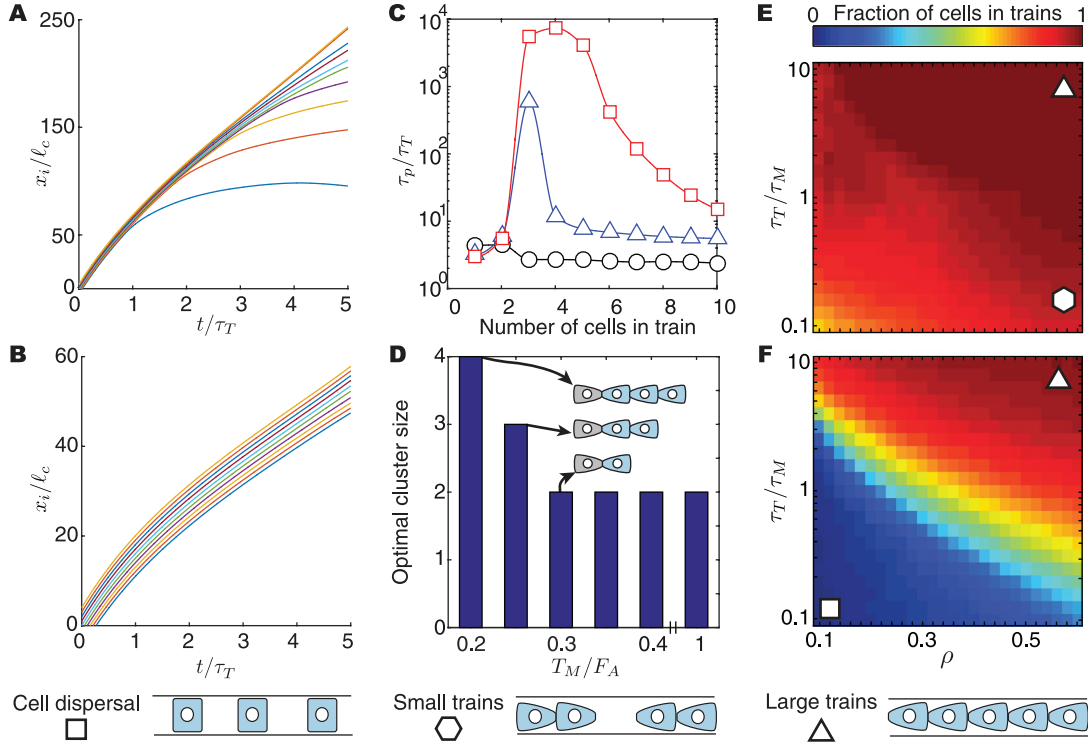 A
250
150
50
0
x_i/ℓ_c
0 1 2 3 4 5
t/τ_T
B
60
40
20
0
x_i/ℓ_c
0 1 2 3 4 5
t/τ_T
C
10^4
10^3
10^2
10^1
10^0
τ_p/τ_T
0 2 4 6 8 10
Number of cells in train
D
4
3
2
1
0
Optimal cluster size
0.2 0.3 0.4 1
T_M/F_A
E
0 Fraction of cells in trains 1
10
1
0.1
τ_T/τ_M
F
10
1
0.1
τ_T/τ_M
0.1 0.3 0.5
ρ
Cell dispersal
Small trains
Large trains